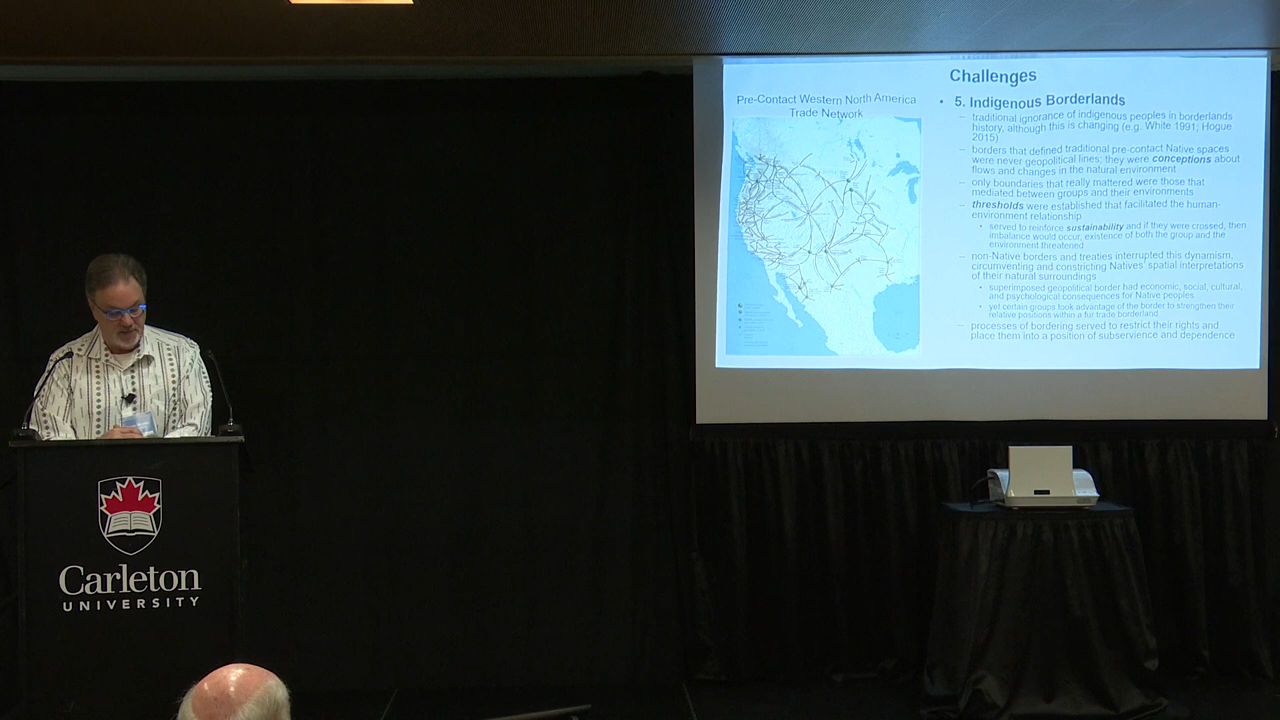 Challenges
Pre-Contact Western North America
Trade Network
• 5. Indigenous Borderlands
– traditional ignorance of indigenous peoples in borderlands
history, although this is changing (e.g. White 1991; Hogue
2015)
– borders that defined traditional pre-contact Native spaces
were never geopolitical lines; they were conceptions about
flows and changes in the natural environment
– only boundaries that really mattered were those that
mediated between groups and their environments
– thresholds were established that facilitated the human-
environment relationship
• served to reinforce sustainability and if they were crossed, then
imbalance would occur, existence of both the group and the
environment threatened
– non-Native borders and treaties interrupted this dynamism,
circumventing and constricting Natives' spatial interpretations
of their natural surroundings
• superimposed geopolitical border had economic, social, cultural,
and psychological consequences for Native peoples
• yet certain groups took advantage of the border to strengthen their
relative positions within a fur trade borderland
– processes of bordering served to restrict their rights and
place them into a position of subservience and dependence
Carleton
UNIVERSITY